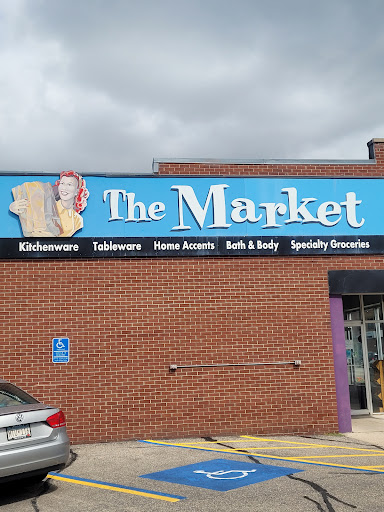 The Market
Kitchenware Tableware Home Accents Bath & Body Specialty Groceries